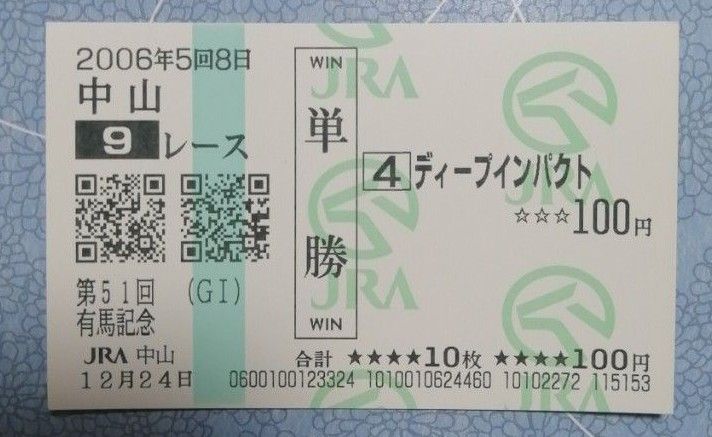 2006年5回8日
中山
9レース
第51回 (GI)
有馬記念
JRA 中山
12月24日
WIN
単勝
WIN
4 ディープインパクト
☆☆☆100円
合計 ★★★★10枚 ★★★★100円
0600100123324 1010010624460 10102272 115153
JRA
JRA
JRA
JRA